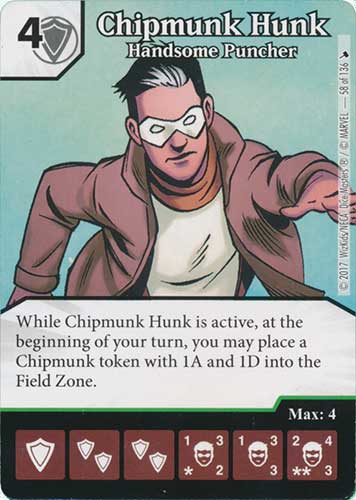 4
Chipmunk Hunk
Handsome Puncher
© 2017 WizKids/NECA Dice Masters ® / © MARVEL — 58 of 136
While Chipmunk Hunk is active, at the
beginning of your turn, you may place a
Chipmunk token with 1A and 1D into the
Field Zone.
Max: 4
1 3 * 2
1 3 3
2 4 ** 3